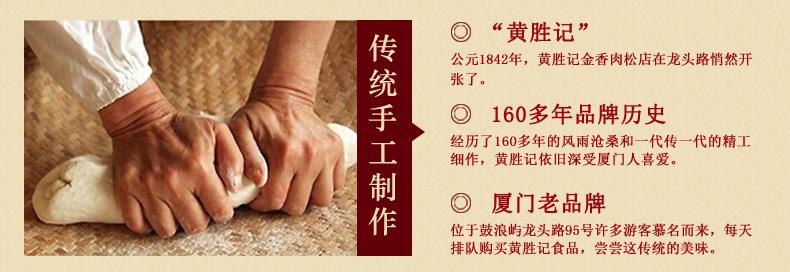 传统手工制作
“黄胜记”
公元1842年，黄胜记金香肉松店在龙头路悄然开
张了。
160多年品牌历史
经历了160多年的风雨沧桑和一代传一代的精工
细作，黄胜记依旧深受厦门人喜爱。
厦门老品牌
位于鼓浪屿龙头路95号许多游客慕名而来，每天
排队购买黄胜记食品，尝尝这传统的美味。